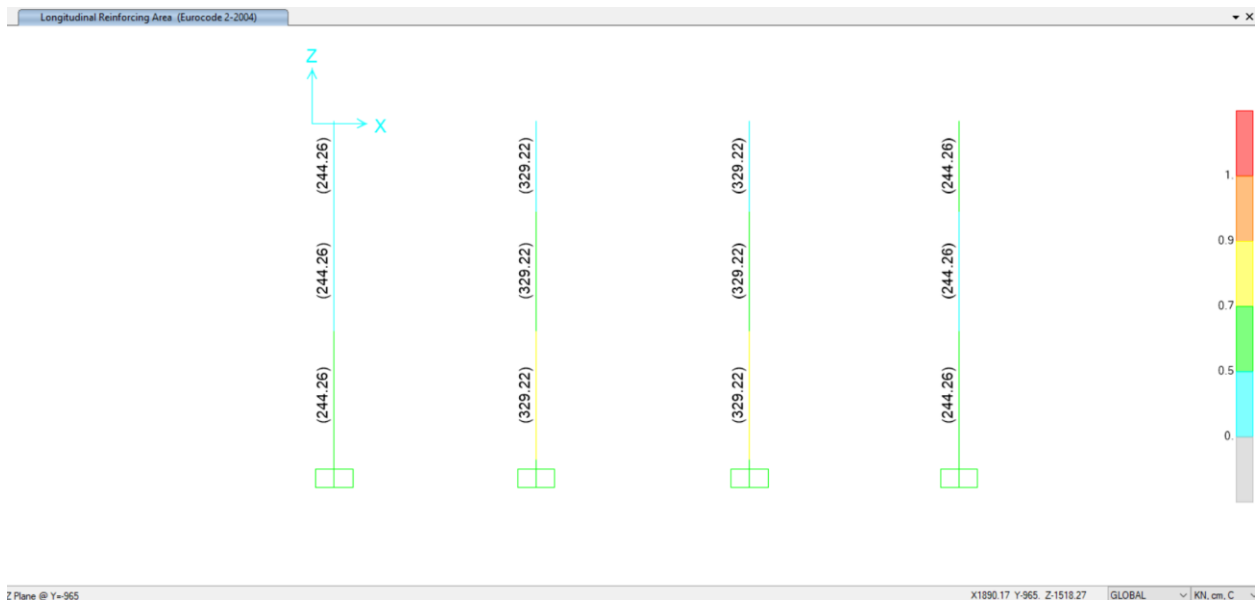 Longitudinal Reinforcing Area (Eurocode 2-2004)
Z
X
(244.26) (329.22) (329.22) (244.26)
(244.26) (329.22) (329.22) (244.26)
(244.26) (329.22) (329.22) (244.26)
1.
0.9
0.7
0.5
0.
Z Plane @ Y=-965
X1890.17 Y-965. Z-1518.27
GLOBAL
KN, cm, C